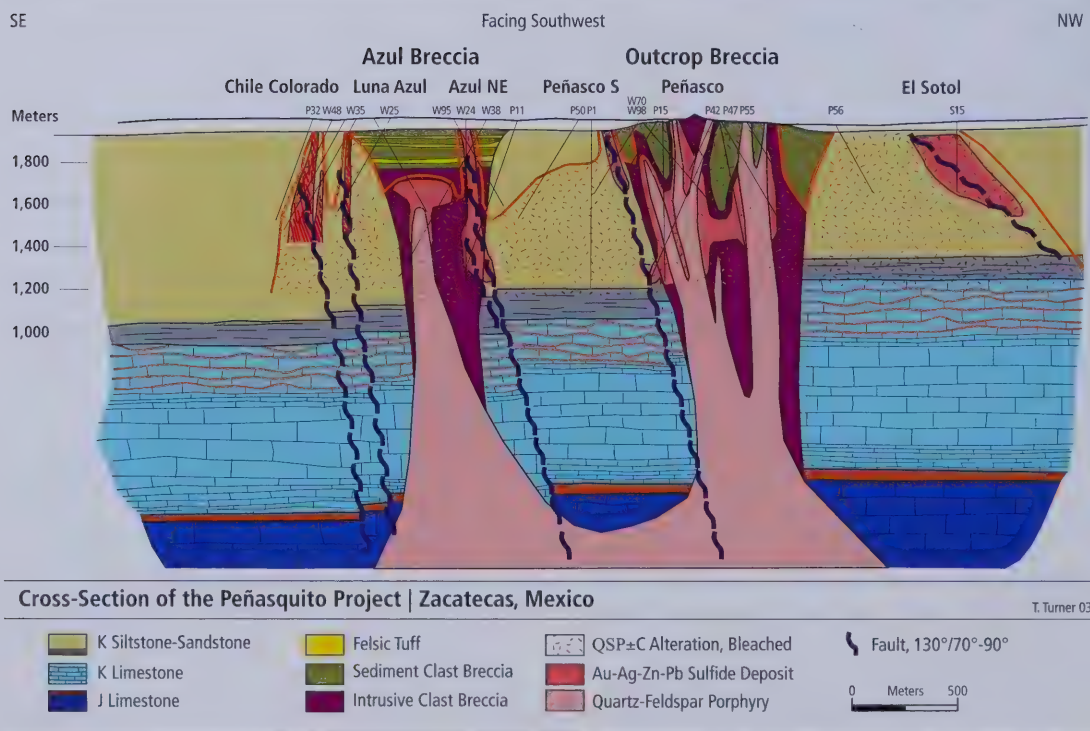 SE Facing Southwest NW
Azul Breccia Outcrop Breccia
Chile Colorado Luna Azul Azul NE Peñasco S Peñasco El Sotol
W70
Meters P32 W48 W35 W25 W95 W24 W38 P11 P50 P1 W98 P15 P42 P47 P55 P56 S15
1,800
1,600
1,400
1,200
1,000
Cross-Section of the Peñasquito Project | Zacatecas, Mexico
T. Turner 03
K Siltstone-Sandstone Felsic Tuff QSP±C Alteration, Bleached Fault, 130°/70°-90°
K Limestone Sediment Clast Breccia Au-Ag-Zn-Pb Sulfide Deposit 0 Meters 500
J Limestone Intrusive Clast Breccia Quartz-Feldspar Porphyry